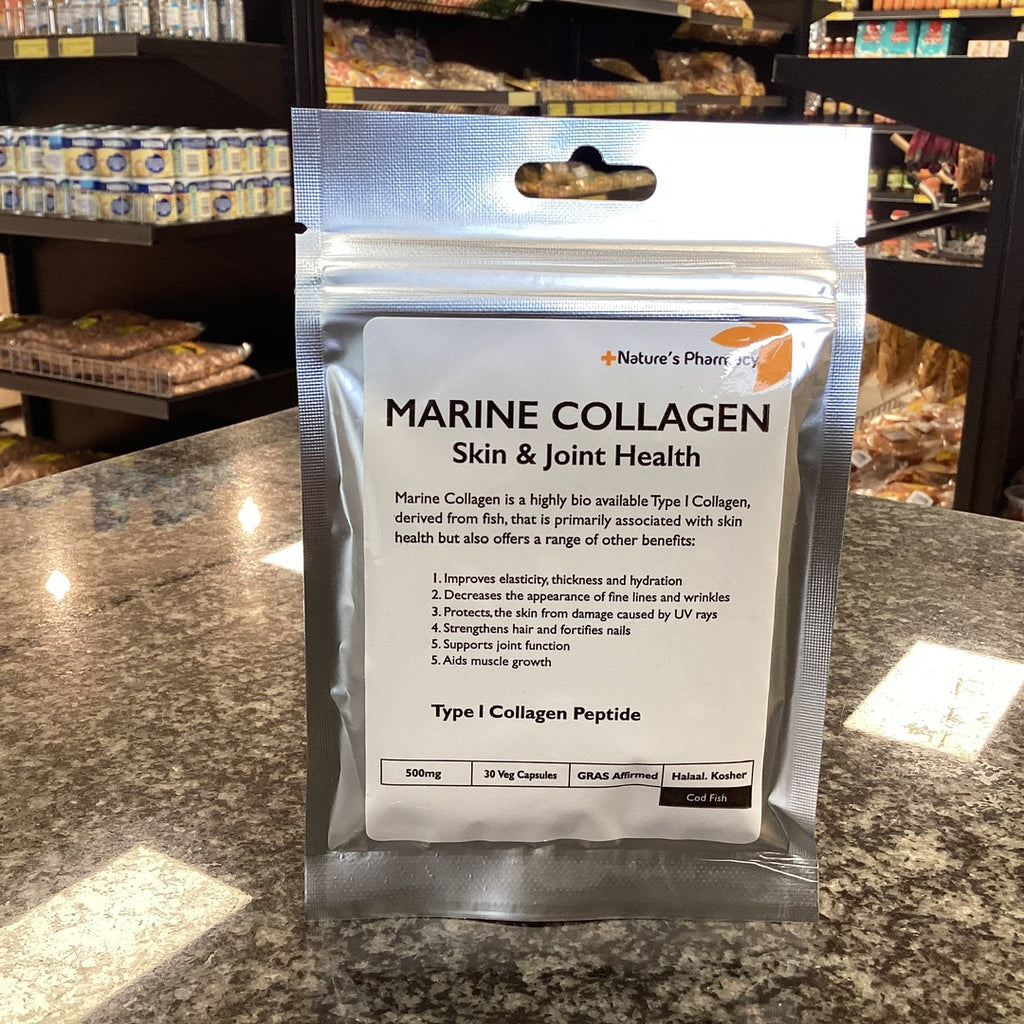 Nature's Pharmacy
MARINE COLLAGEN
Skin & Joint Health
Marine Collagen is a highly bio available Type I Collagen,
derived from fish, that is primarily associated with skin
health but also offers a range of other benefits:
1. Improves elasticity, thickness and hydration
2. Decreases the appearance of fine lines and wrinkles
3. Protects, the skin from damage caused by UV rays
4. Strengthens hair and fortifies nails
5. Supports joint function
5. Aids muscle growth
Type I Collagen Peptide
500mg
30 Veg Capsules
GRAS Affirmed
Halaal. Kosher
Cod Fish